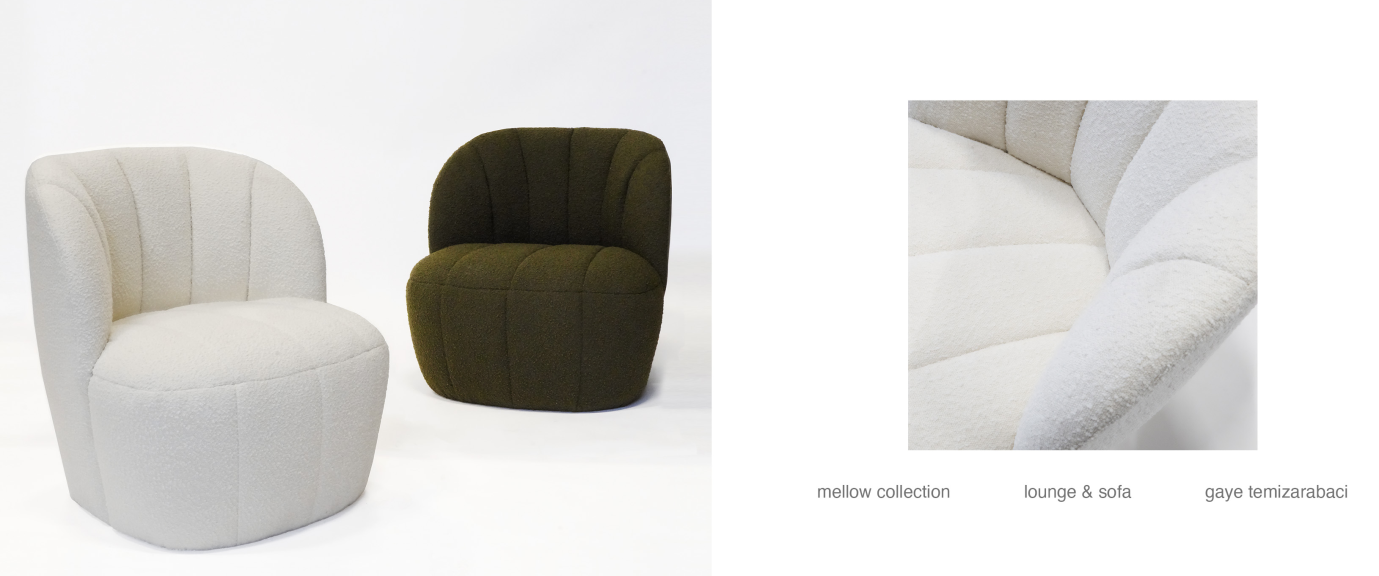 mellow collection
lounge & sofa
gaye temizarabaci